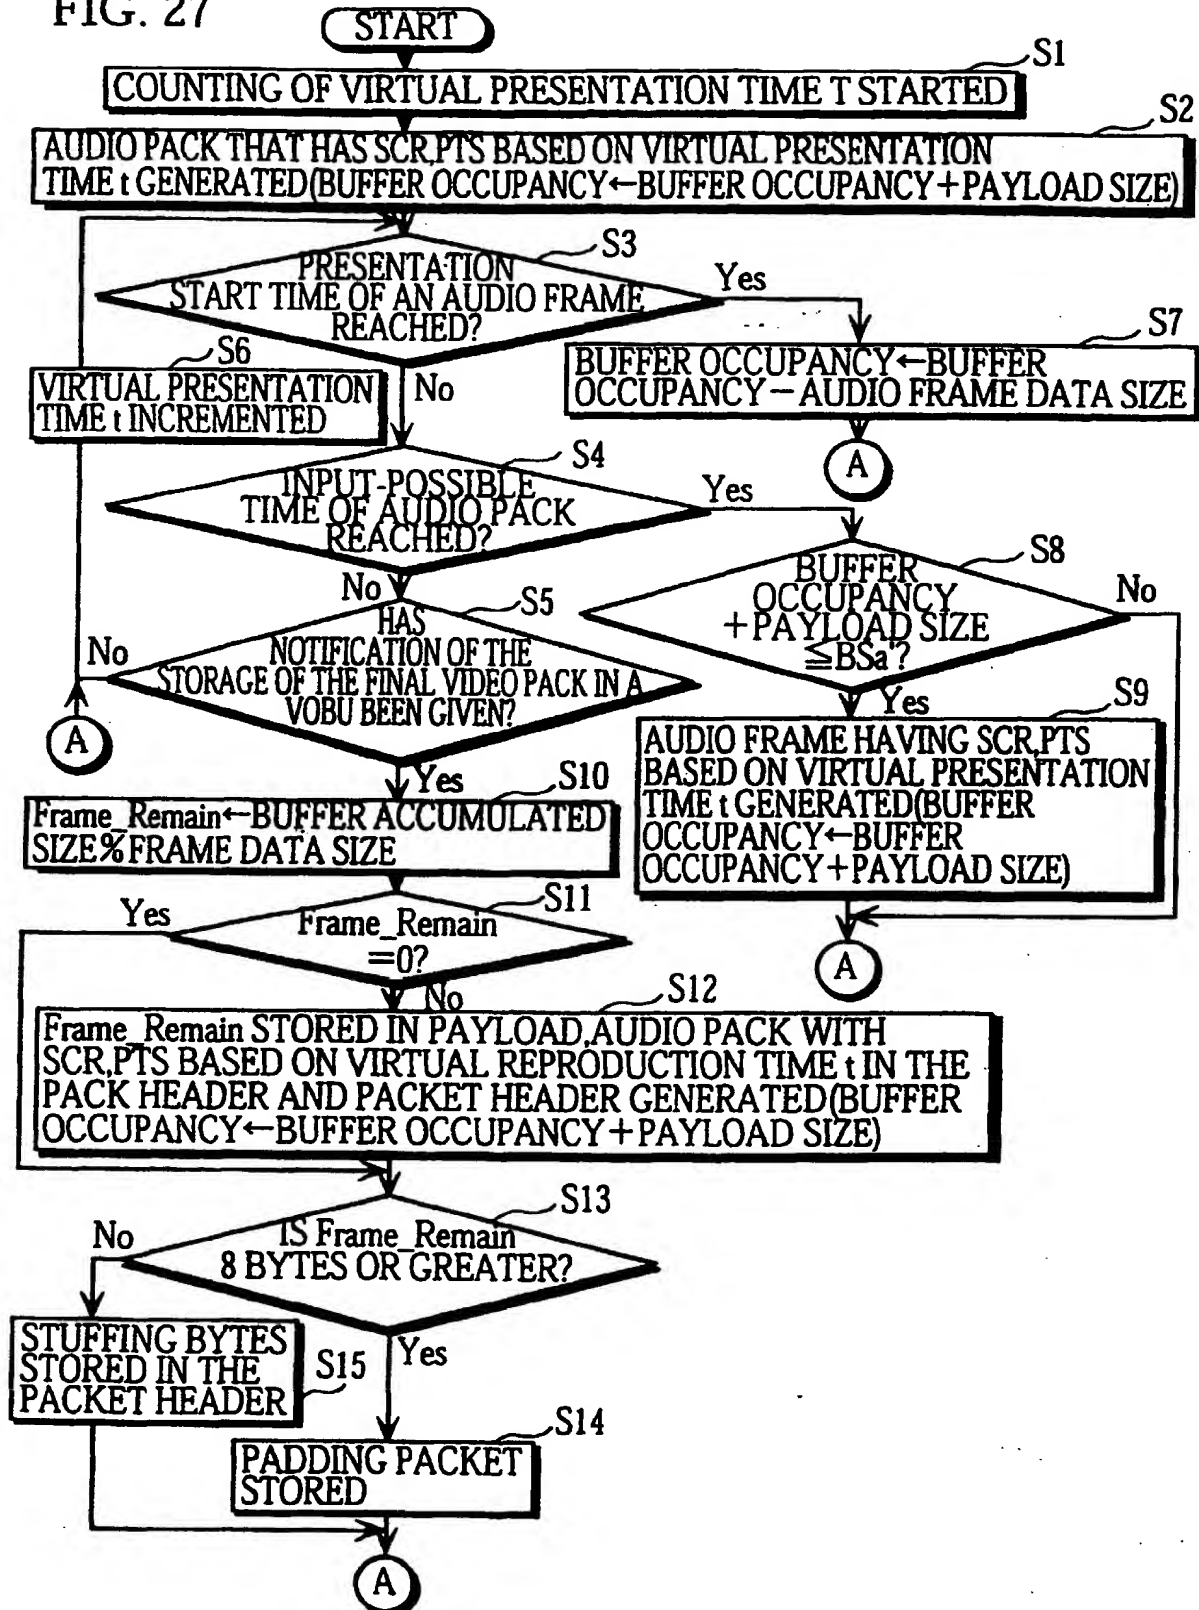 FIG. 27
START
S1
COUNTING OF VIRTUAL PRESENTATION TIME T STARTED
S2
AUDIO PACK THAT HAS SCR,PTS BASED ON VIRTUAL PRESENTATION
TIME t GENERATED(BUFFER OCCUPANCY←BUFFER OCCUPANCY+PAYLOAD SIZE)
S3
PRESENTATION
START TIME OF AN AUDIO FRAME
REACHED?
Yes
No
S6
VIRTUAL PRESENTATION
TIME t INCREMENTED
S7
BUFFER OCCUPANCY←BUFFER
OCCUPANCY－AUDIO FRAME DATA SIZE
A
S4
INPUT-POSSIBLE
TIME OF AUDIO PACK
REACHED?
Yes
No
S8
BUFFER
OCCUPANCY
+PAYLOAD SIZE
≦BSa'?
No
Yes
S5
HAS
NOTIFICATION OF THE
STORAGE OF THE FINAL VIDEO PACK IN A
VOBU BEEN GIVEN?
No
A
Yes
S9
AUDIO FRAME HAVING SCR,PTS
BASED ON VIRTUAL PRESENTATION
TIME t GENERATED(BUFFER
OCCUPANCY←BUFFER
OCCUPANCY+PAYLOAD SIZE)
A
S10
Frame_Remain←BUFFER ACCUMULATED
SIZE%FRAME DATA SIZE
S11
Frame_Remain
=0?
Yes
No
S12
Frame_Remain STORED IN PAYLOAD,AUDIO PACK WITH
SCR,PTS BASED ON VIRTUAL REPRODUCTION TIME t IN THE
PACK HEADER AND PACKET HEADER GENERATED(BUFFER
OCCUPANCY←BUFFER OCCUPANCY+PAYLOAD SIZE)
S13
IS Frame_Remain
8 BYTES OR GREATER?
No
Yes
S15
STUFFING BYTES
STORED IN THE
PACKET HEADER
S14
PADDING PACKET
STORED
A